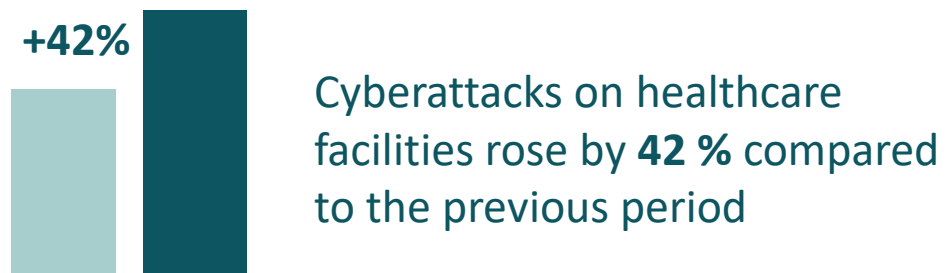 +42%
Cyberattacks on healthcare
facilities rose by 42 % compared
to the previous period